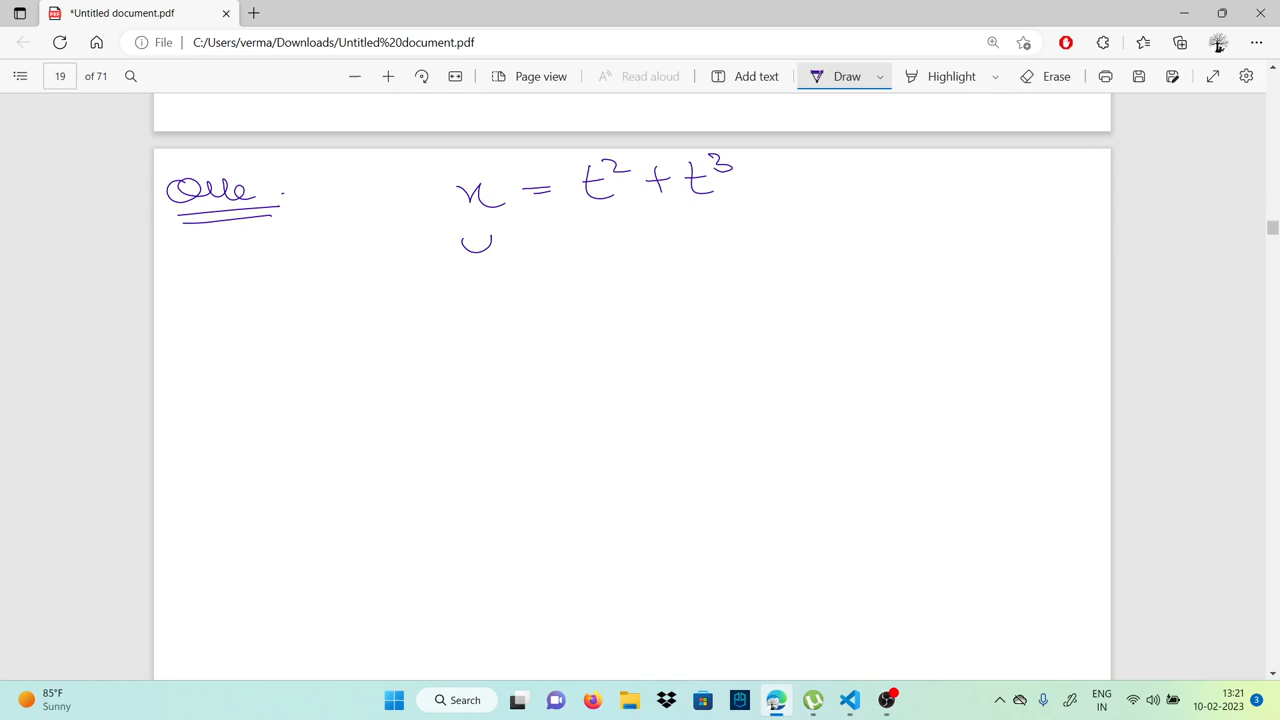 *Untitled document.pdf
File
C:/Users/verma/Downloads/Untitled%20document.pdf
19 of 71
Page view
Read aloud
Add text
Draw
Highlight
Erase
Que.
x = t² + t³
85°F
Sunny
Search
ENG
IN
13:21
10-02-2023
3